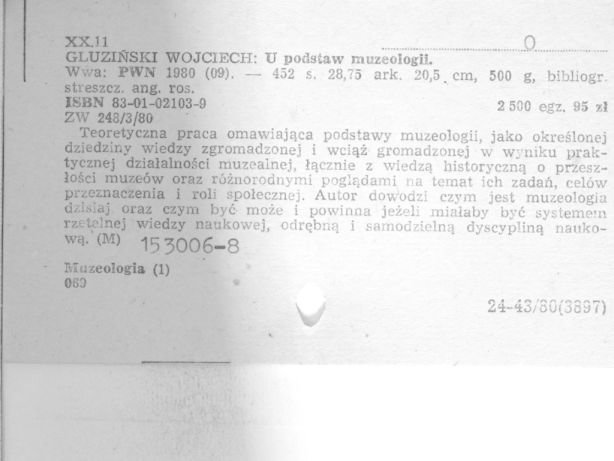 XX.11
O
GLUZIŃSKI WOJCIECH: U podstaw muzeologii.
Wwa: PWN 1980 (09). — 452 s. 28,75 ark. 20,5 cm, 500 g, bibliogr.
streszcz. ang. ros.
ISBN 83-01-02103-9 2 500 egz. 95 zł
ZW 248/3/80
Teoretyczna praca omawiająca podstawy muzeologii, jako określonej
dziedziny wiedzy zgromadzonej i wciąż gromadzonej w wyniku prak-
tycznej działalności muzealnej, łącznie z wiedzą historyczną o przesz-
łości muzeów oraz różnorodnymi poglądami na temat ich zadań, celów
przeznaczenia i roli społecznej. Autor dowodzi czym jest muzeologia
dzisiaj oraz czym być może i powinna jeżeli miałaby być systemem
rzetelnej wiedzy naukowej, odrębną i samodzielną dyscypliną nauko-
wą. (M) 153006-8
Muzeologia (1)
069
24-43/80(3897)